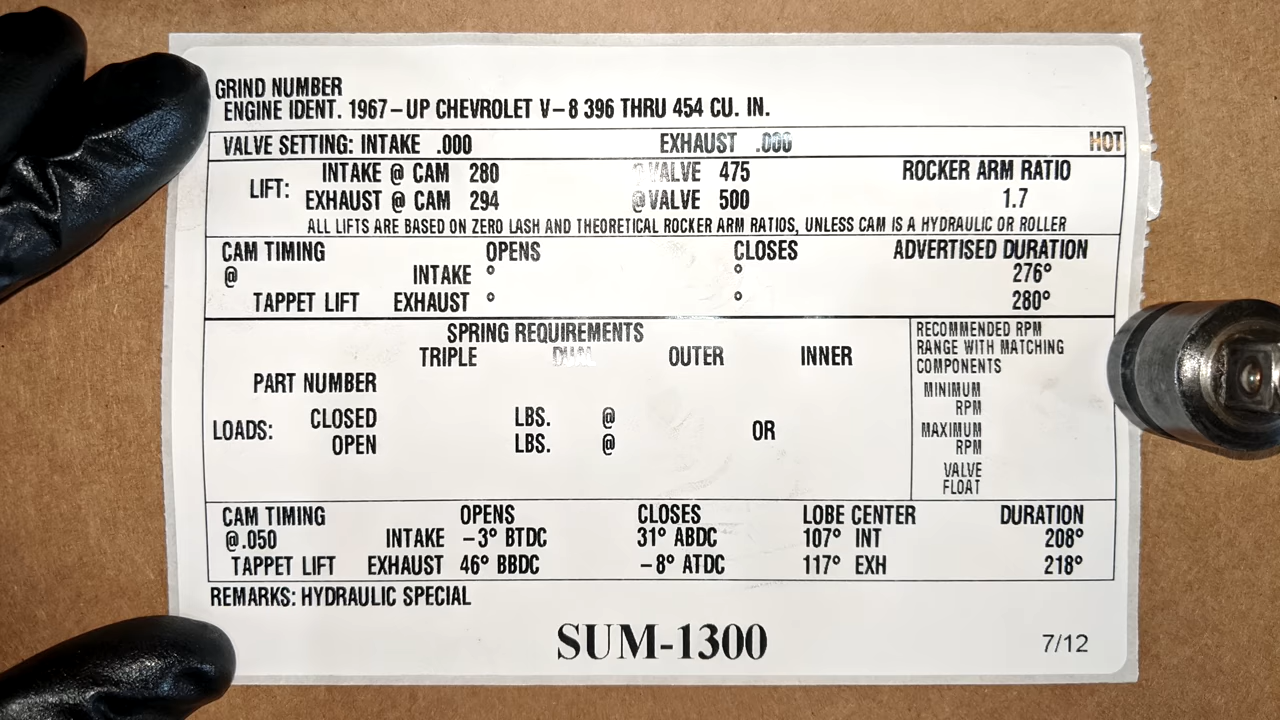 GRIND NUMBER
ENGINE IDENT. 1967-UP CHEVROLET V-8 396 THRU 454 CU. IN.
VALVE SETTING: INTAKE .000 EXHAUST .000 HOT
LIFT: INTAKE @ CAM 280 @VALVE 475 ROCKER ARM RATIO
EXHAUST @ CAM 294 @VALVE 500 1.7
ALL LIFTS ARE BASED ON ZERO LASH AND THEORETICAL ROCKER ARM RATIOS, UNLESS CAM IS A HYDRAULIC OR ROLLER
CAM TIMING OPENS CLOSES ADVERTISED DURATION
@ INTAKE ° ° 276°
TAPPET LIFT EXHAUST ° ° 280°
SPRING REQUIREMENTS
TRIPLE DUAL OUTER INNER
PART NUMBER
LOADS: CLOSED LBS. @ OR
OPEN LBS. @
RECOMMENDED RPM
RANGE WITH MATCHING
COMPONENTS
MINIMUM
RPM
MAXIMUM
RPM
VALVE
FLOAT
CAM TIMING OPENS CLOSES LOBE CENTER DURATION
@.050 INTAKE -3° BTDC 31° ABDC 107° INT 208°
TAPPET LIFT EXHAUST 46° BBDC -8° ATDC 117° EXH 218°
REMARKS: HYDRAULIC SPECIAL
SUM-1300 7/12